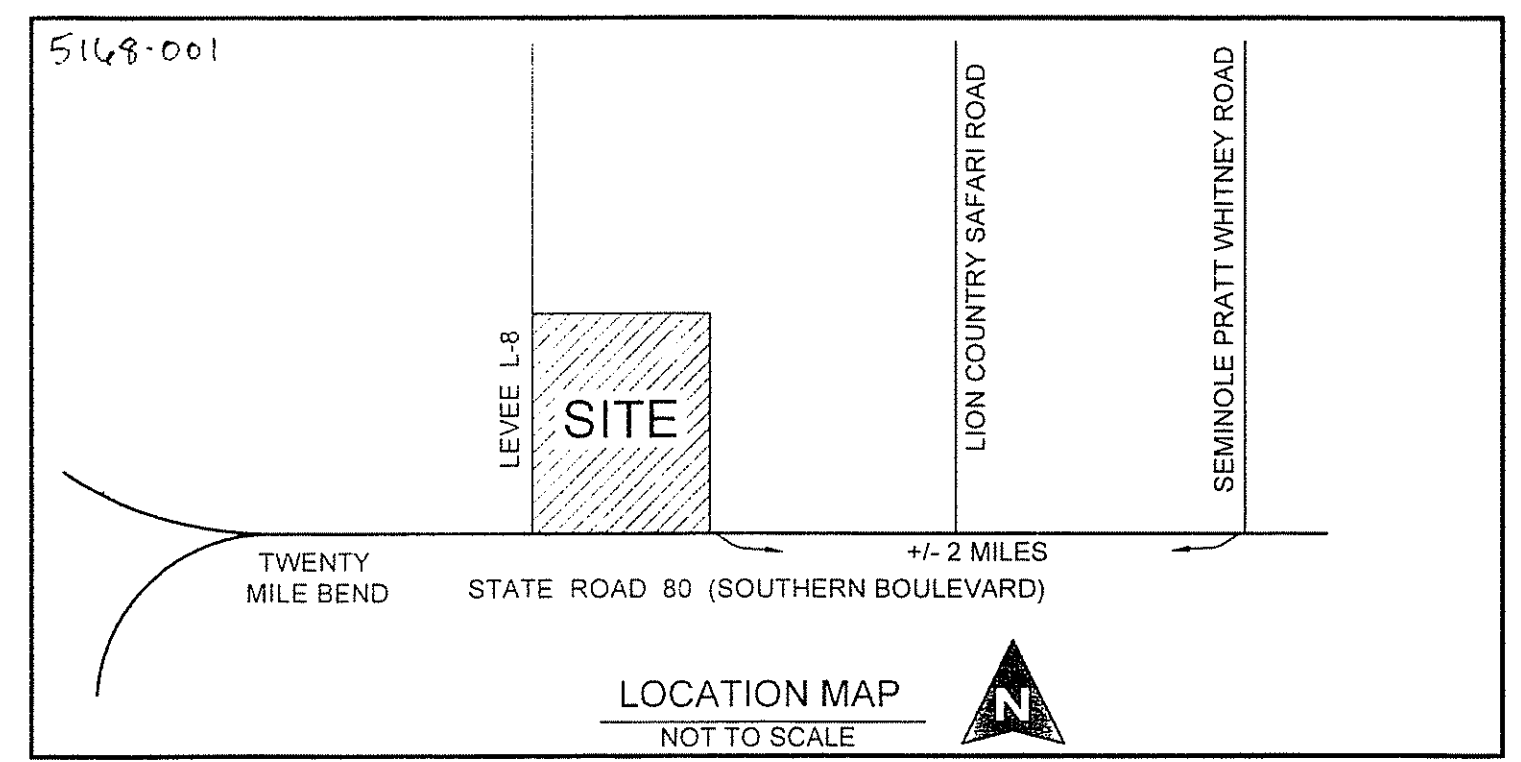 5168-001
LION COUNTRY SAFARI ROAD
SEMINOLE PRATT WHITNEY ROAD
LEVEE L-8
SITE
TWENTY
MILE BEND
+/- 2 MILES
STATE ROAD 80 (SOUTHERN BOULEVARD)
LOCATION MAP
N
NOT TO SCALE